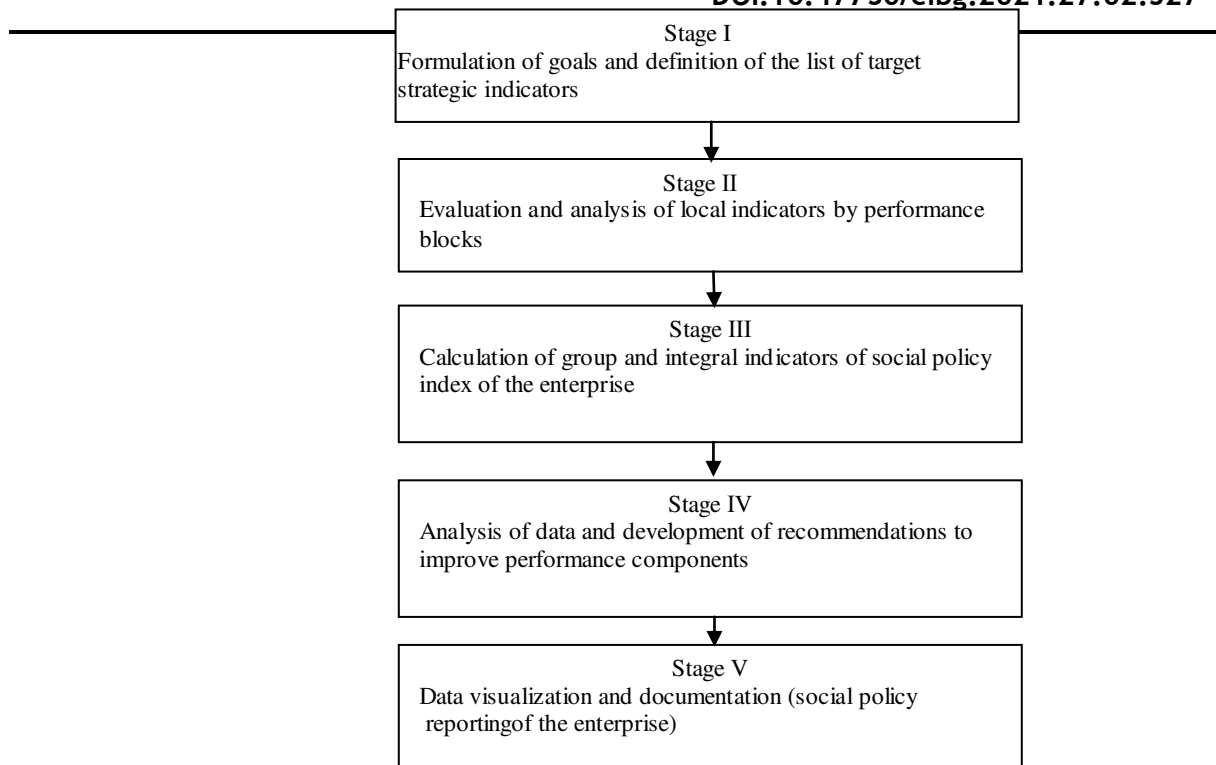 Stage I
Formulation of goals and definition of the list of target
strategic indicators
Stage II
Evaluation and analysis of local indicators by performance
blocks
Stage III
Calculation of group and integral indicators of social policy
index of the enterprise
Stage IV
Analysis of data and development of recommendations to
improve performance components
Stage V
Data visualization and documentation (social policy
reportingof the enterprise)